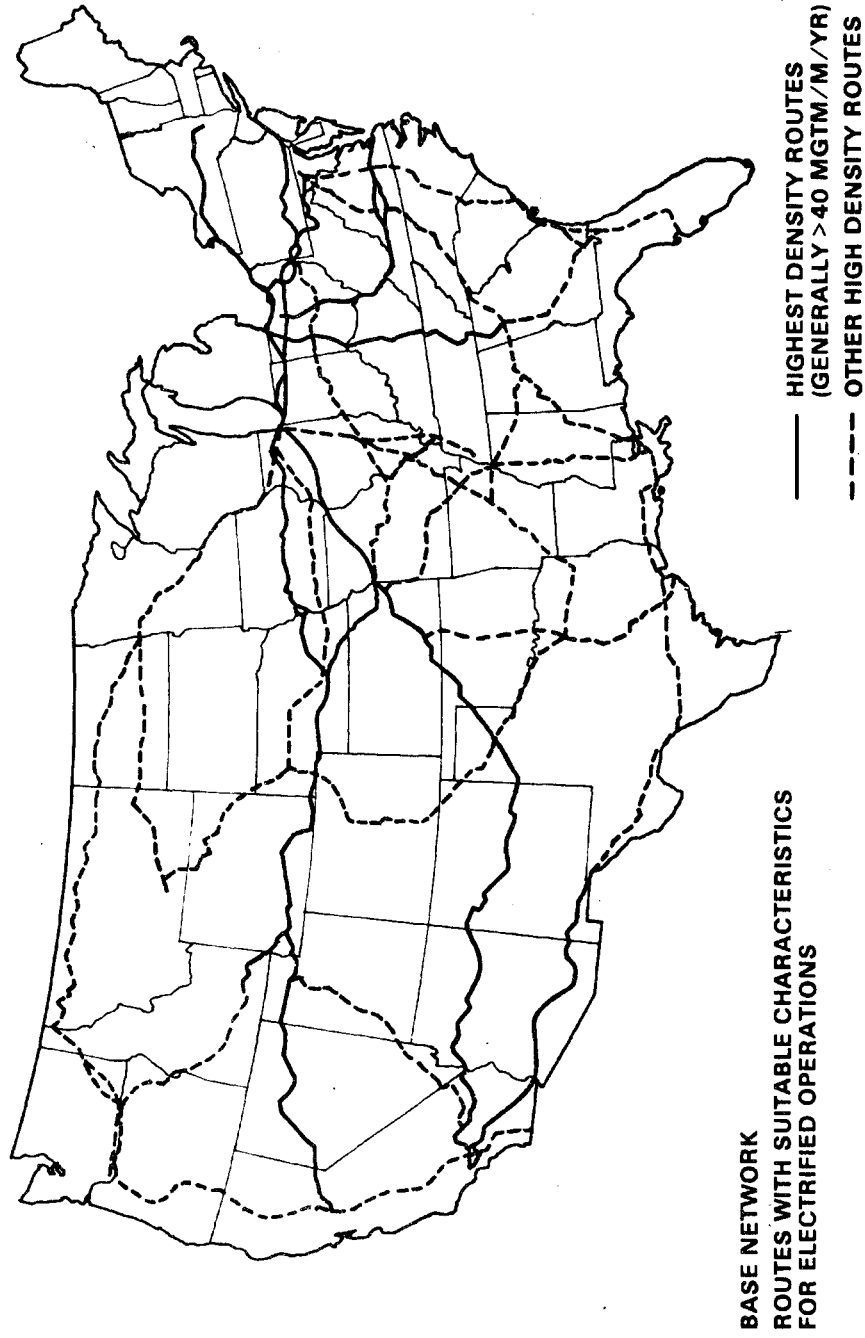 BASE NETWORK
ROUTES WITH SUITABLE CHARACTERISTICS
FOR ELECTRIFIED OPERATIONS
HIGHEST DENSITY ROUTES
(GENERALLY >40 MGTM/M/YR)
OTHER HIGH DENSITY ROUTES